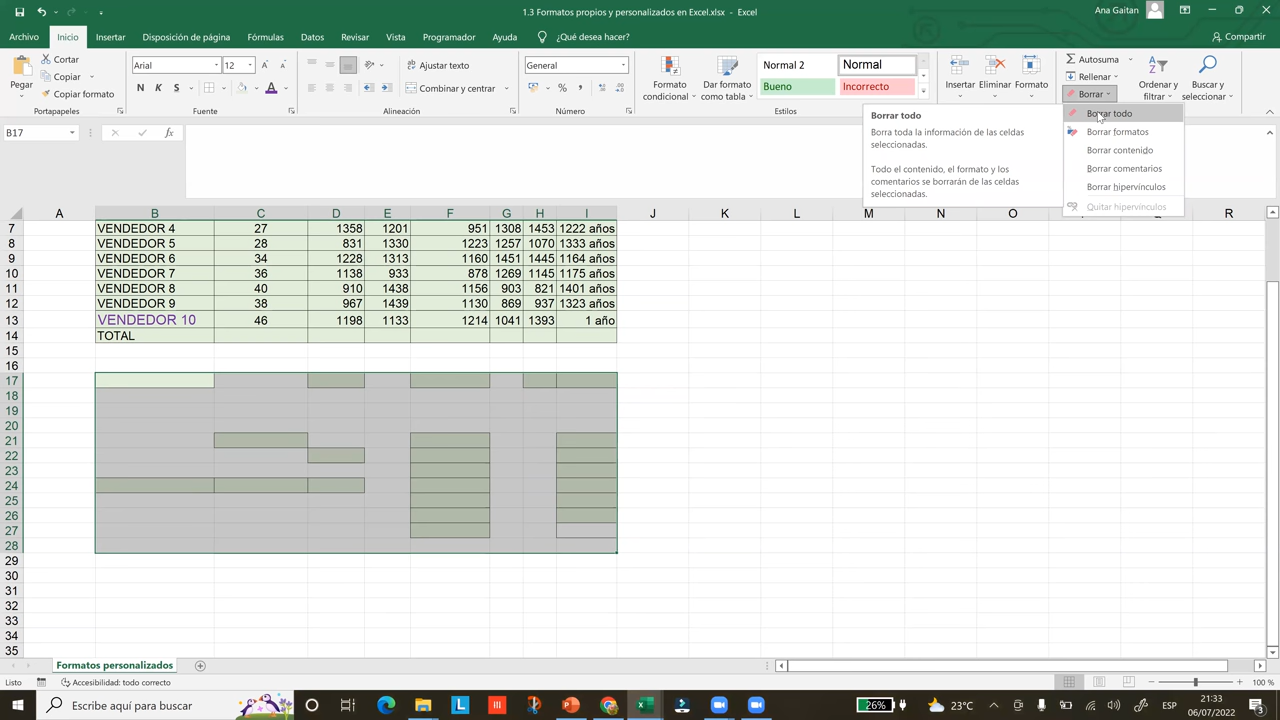 1.3 Formatos propios y personalizados en Excel.xlsx - Excel
Ana Gaitan
Archivo Inicio Insertar Disposición de página Fórmulas Datos Revisar Vista Programador Ayuda ¿Qué desea hacer? Compartir
Pegar
Cortar
Copiar
Copiar formato
Portapapeles
Arial 12
N K S
Fuente
Ajustar texto
Combinar y centrar
Alineación
General
% 000
Número
Formato condicional
Dar formato como tabla
Normal 2 Normal
Bueno Incorrecto
Estilos
Insertar Eliminar Formato
Autosuma
Rellenar
Borrar
Ordenar y filtrar
Buscar y seleccionar
Borrar todo
Borra toda la información de las celdas
seleccionadas.
Todo el contenido, el formato y los
comentarios se borrarán de las celdas
seleccionadas.
Borrar todo
Borrar formatos
Borrar contenido
Borrar comentarios
Borrar hipervínculos
Quitar hipervínculos
B17 fx
A B C D E F G H I J K L M N O P Q R
7 VENDEDOR 4 27 1358 1201 951 1308 1453 1222 años
8 VENDEDOR 5 28 831 1330 1223 1257 1070 1333 años
9 VENDEDOR 6 34 1228 1313 1160 1451 1445 1164 años
10 VENDEDOR 7 36 1138 933 878 1269 1145 1175 años
11 VENDEDOR 8 40 910 1438 1156 903 821 1401 años
12 VENDEDOR 9 38 967 1439 1130 869 937 1323 años
13 VENDEDOR 10 46 1198 1133 1214 1041 1393 1 año
14 TOTAL
15
16
17
18
19
20
21
22
23
24
25
26
27
28
29
30
31
32
33
34
35
Formatos personalizados
Listo Accesibilidad: todo correcto 100 %
Escribe aquí para buscar
26% 23°C ESP
21:33
06/07/2022
3